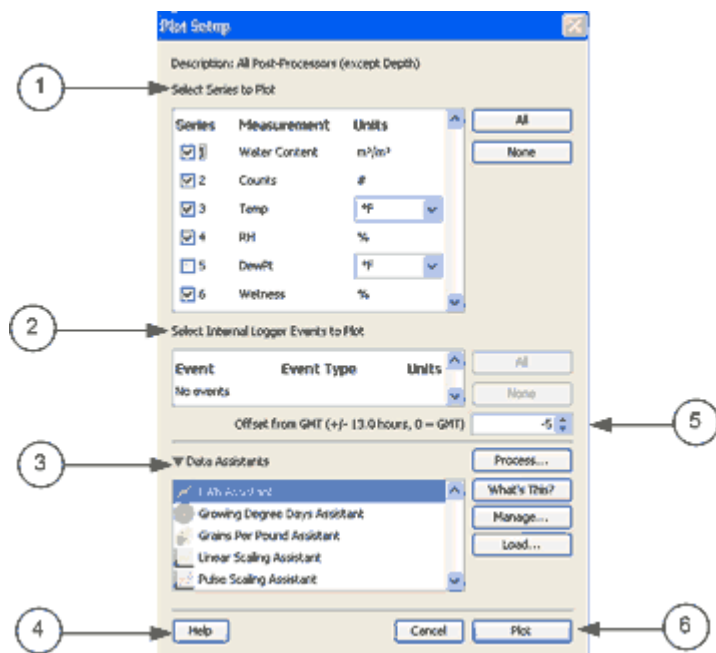 Plot Setup
Description: All Post-Processors (except Depth)
1
Select Series to Plot
Series Measurement Units
1 Water Content m³/m³
2 Counts #
3 Temp °F
4 RH %
5 DewPt °F
6 Wetness %
All
None
2
Select Internal Logger Events to Plot
Event Event Type Units
No events
All
None
Offset from GMT (+/- 13.0 hours, 0 = GMT) -5
5
3
Data Assistants
Process...
Assistant
What's This?
Growing Degree Days Assistant
Manage...
Grains Per Pound Assistant
Load...
Linear Scaling Assistant
Pulse Scaling Assistant
4
Help
Cancel
Plot
6